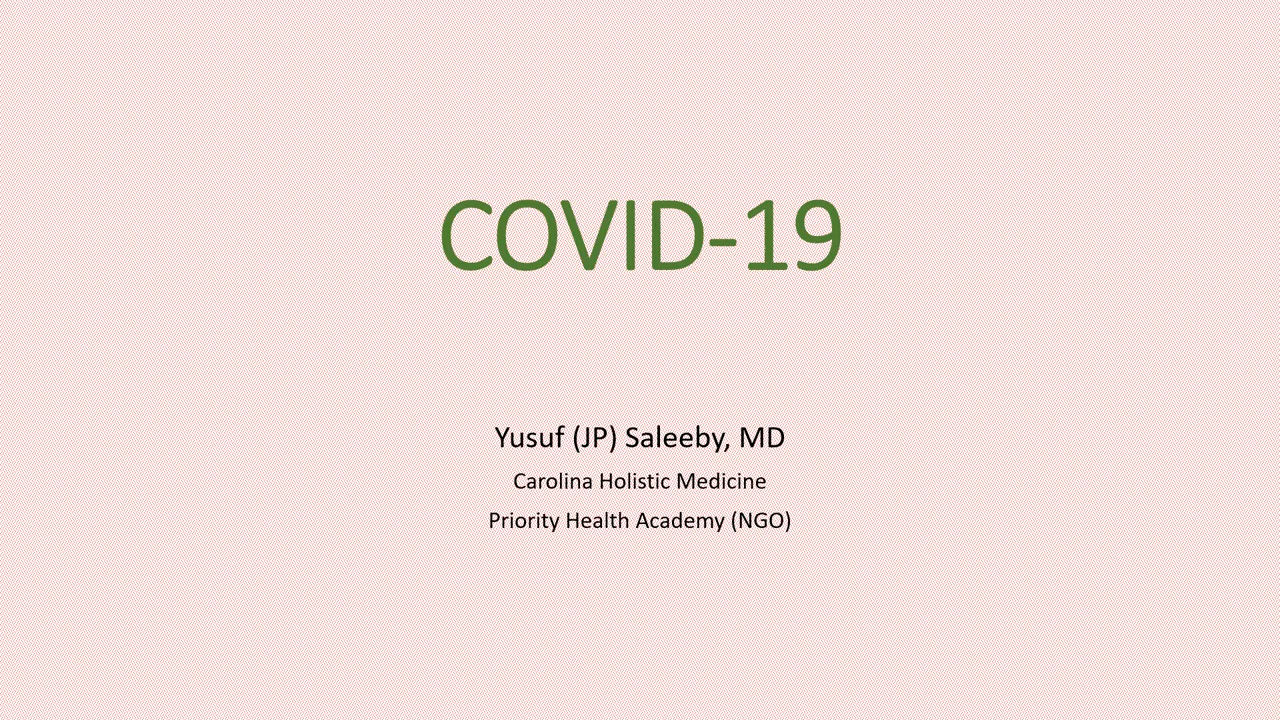 COVID-19
Yusuf (JP) Saleeby, MD
Carolina Holistic Medicine
Priority Health Academy (NGO)